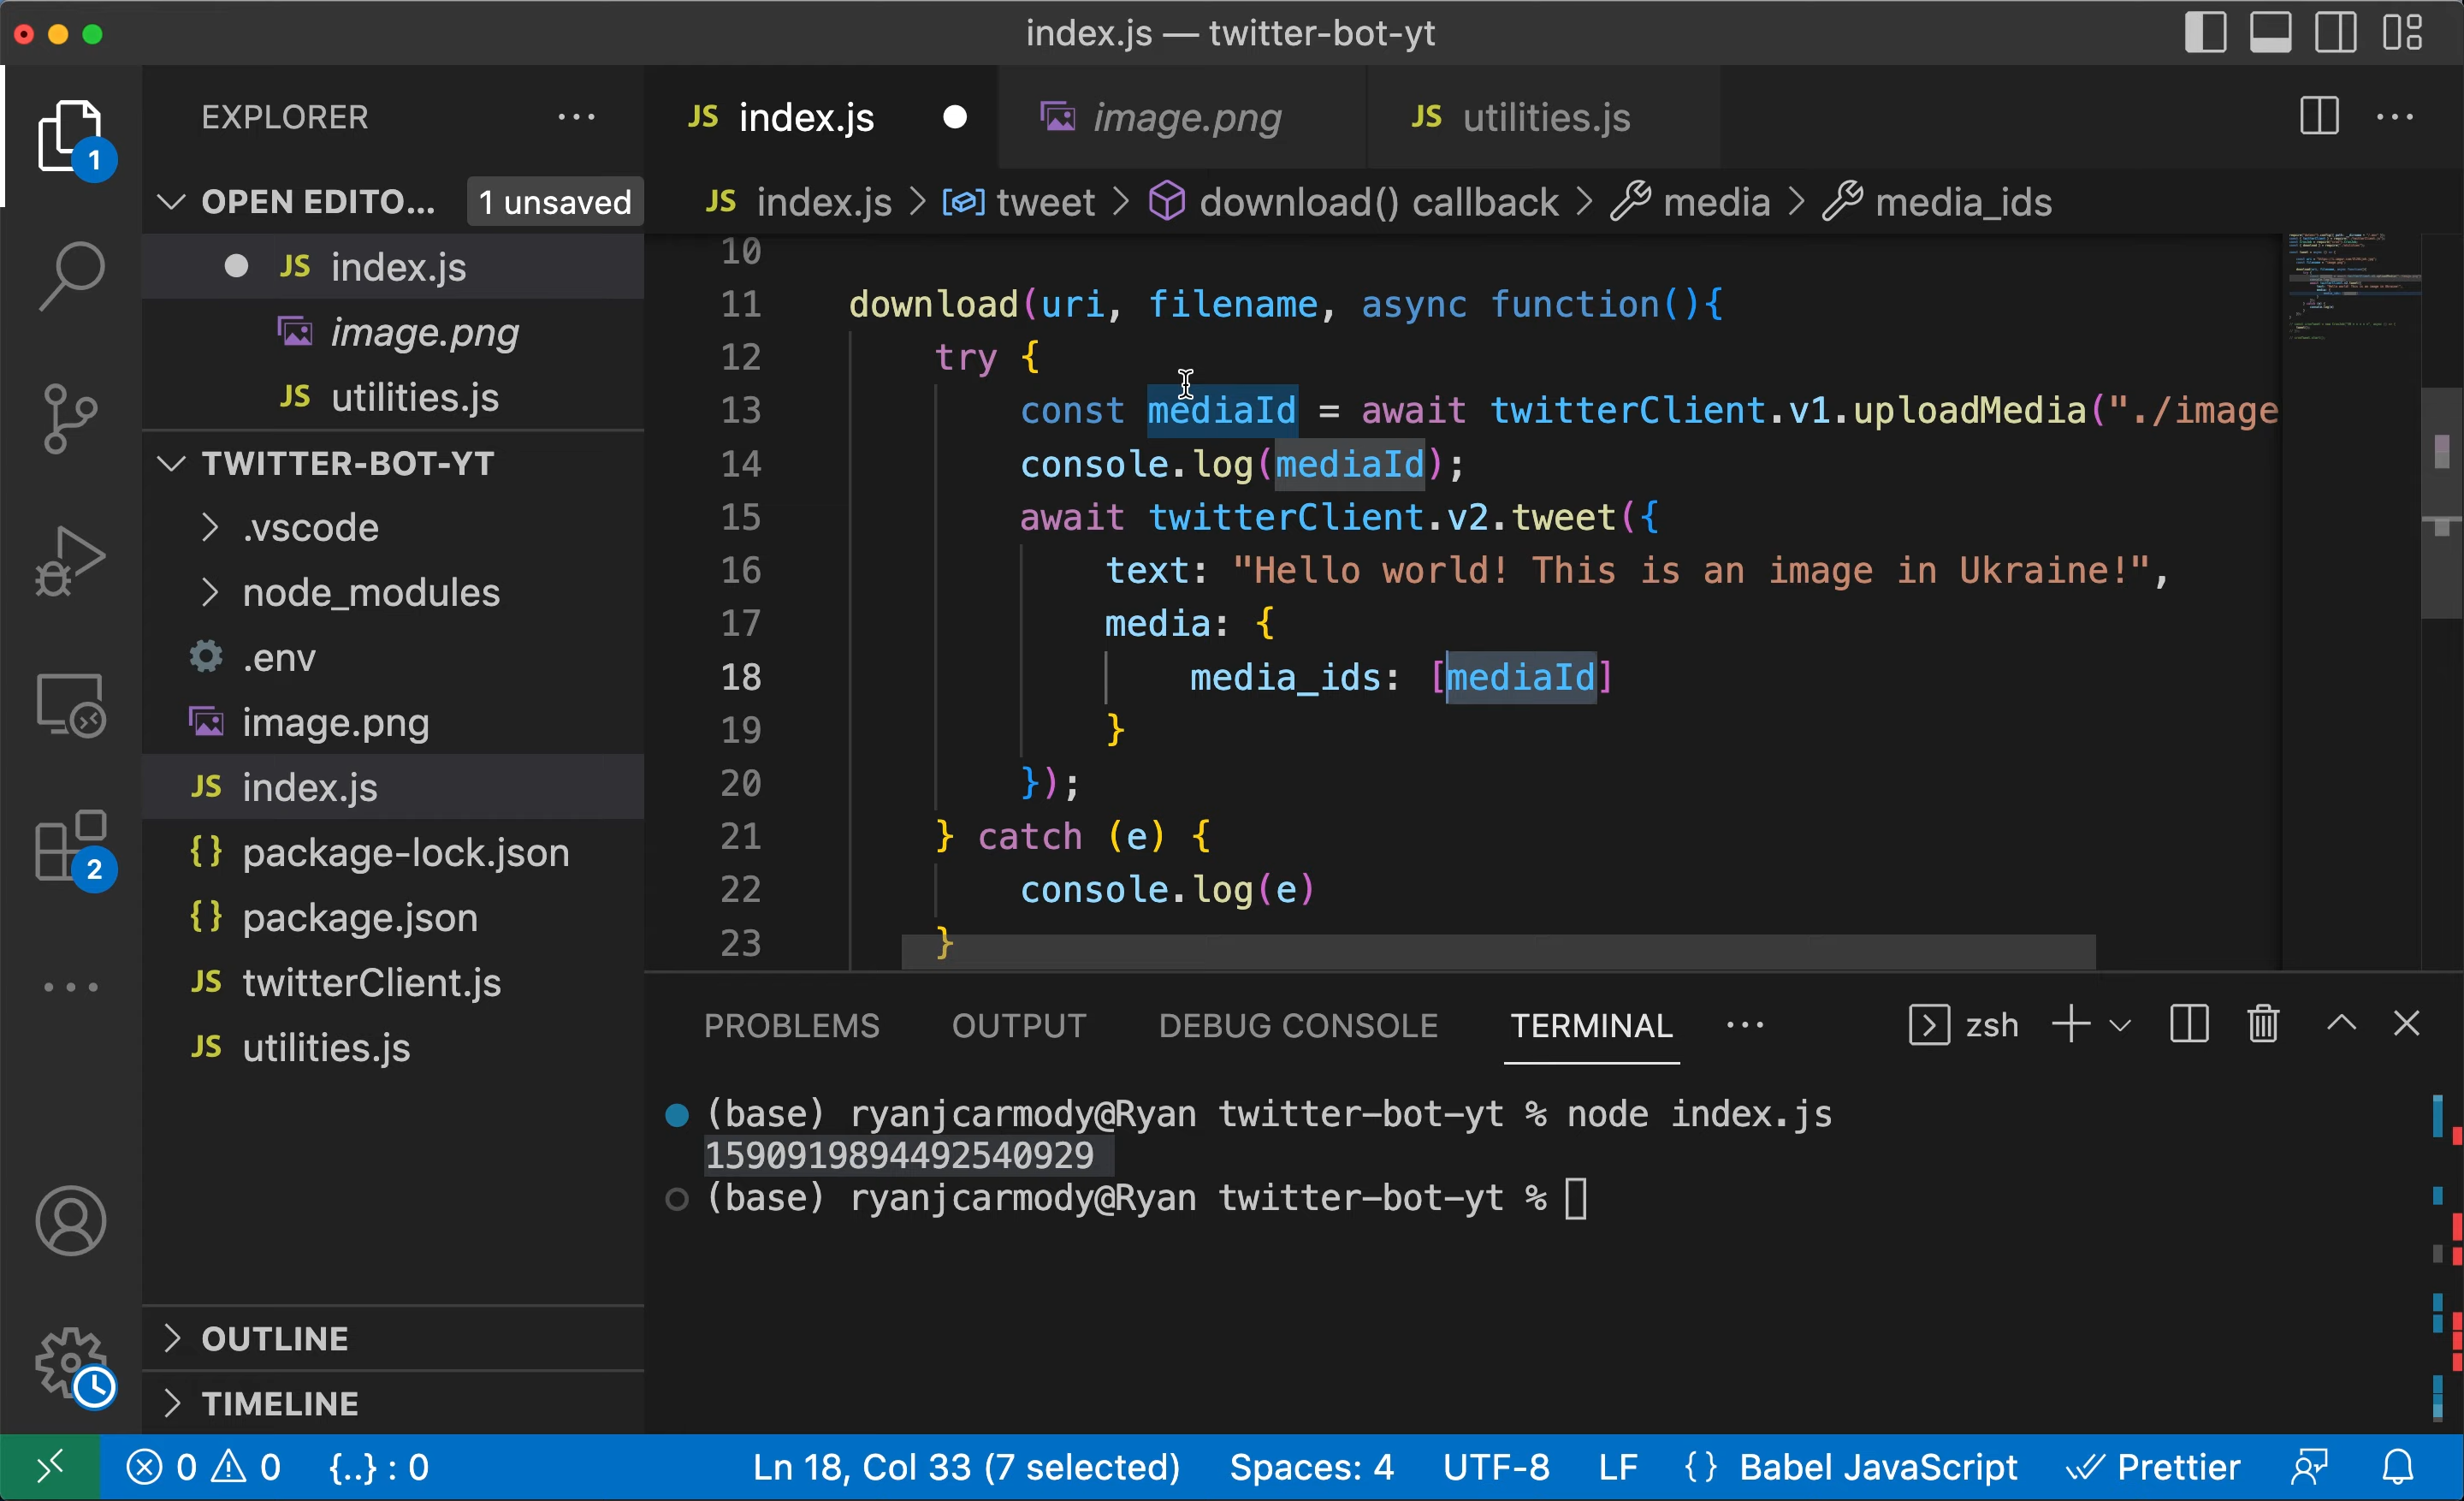 index.js — twitter-bot-yt
1
EXPLORER
OPEN EDITO... 1 unsaved
JS index.js
image.png
JS utilities.js
TWITTER-BOT-YT
.vscode
node_modules
.env
image.png
JS index.js
{} package-lock.json
{} package.json
JS twitterClient.js
JS utilities.js
2
OUTLINE
TIMELINE
JS index.js image.png JS utilities.js
JS index.js > tweet > download() callback > media > media_ids
10
11 download(uri, filename, async function(){
12 try {
13 const mediaId = await twitterClient.v1.uploadMedia("./image
14 console.log(mediaId);
15 await twitterClient.v2.tweet({
16 text: "Hello world! This is an image in Ukraine!",
17 media: {
18 media_ids: [mediaId]
19 }
20 });
21 } catch (e) {
22 console.log(e)
23 }
PROBLEMS OUTPUT DEBUG CONSOLE TERMINAL ... zsh
(base) ryanjcarmody@Ryan twitter-bot-yt % node index.js
1590919894492540929
(base) ryanjcarmody@Ryan twitter-bot-yt %
0 0 {..} : 0 Ln 18, Col 33 (7 selected) Spaces: 4 UTF-8 LF {} Babel JavaScript Prettier